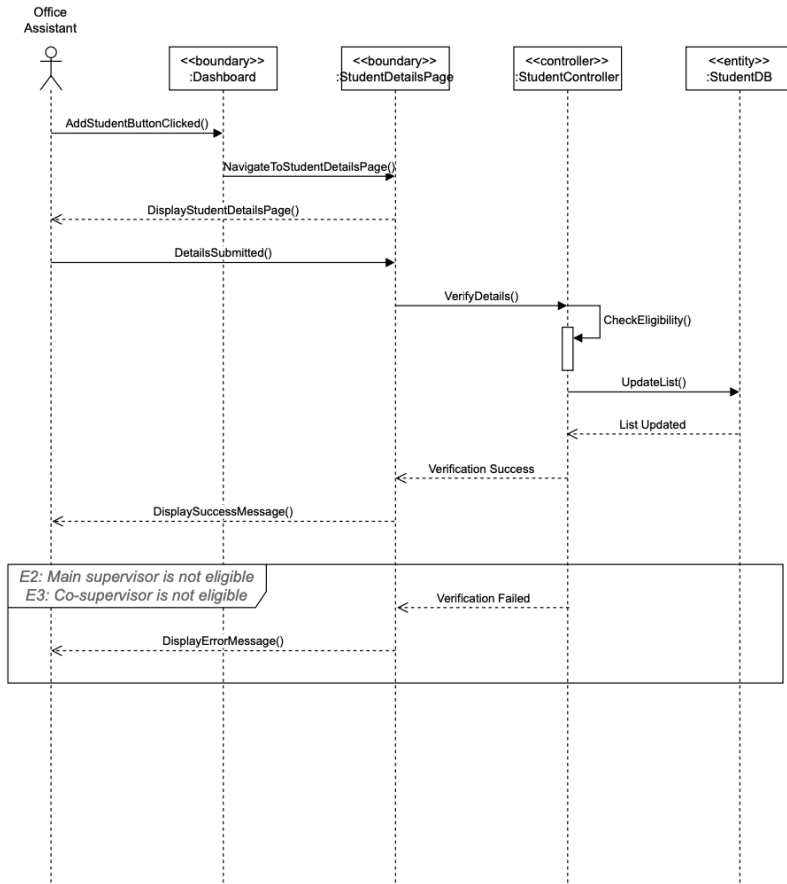 Office
Assistant
<<boundary>>
:Dashboard
<<boundary>>
:StudentDetailsPage
<<controller>>
:StudentController
<<entity>>
:StudentDB
AddStudentButtonClicked()
NavigateToStudentDetailsPage()
DisplayStudentDetailsPage()
DetailsSubmitted()
VerifyDetails()
CheckEligibility()
UpdateList()
List Updated
Verification Success
DisplaySuccessMessage()
E2: Main supervisor is not eligible
E3: Co-supervisor is not eligible
Verification Failed
DisplayErrorMessage()